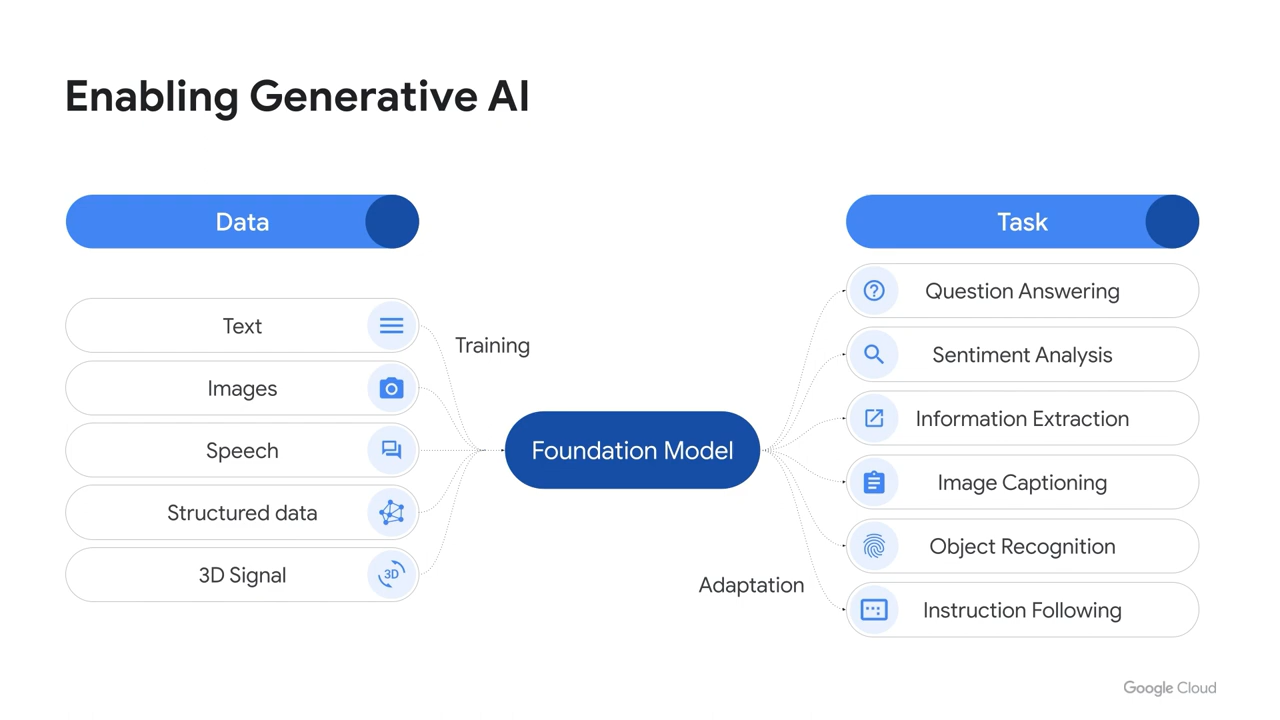 Enabling Generative AI
Data
Text
Images
Speech
Structured data
3D Signal
3D
Training
Foundation Model
Adaptation
Task
Question Answering
Sentiment Analysis
Information Extraction
Image Captioning
Object Recognition
Instruction Following
Google Cloud